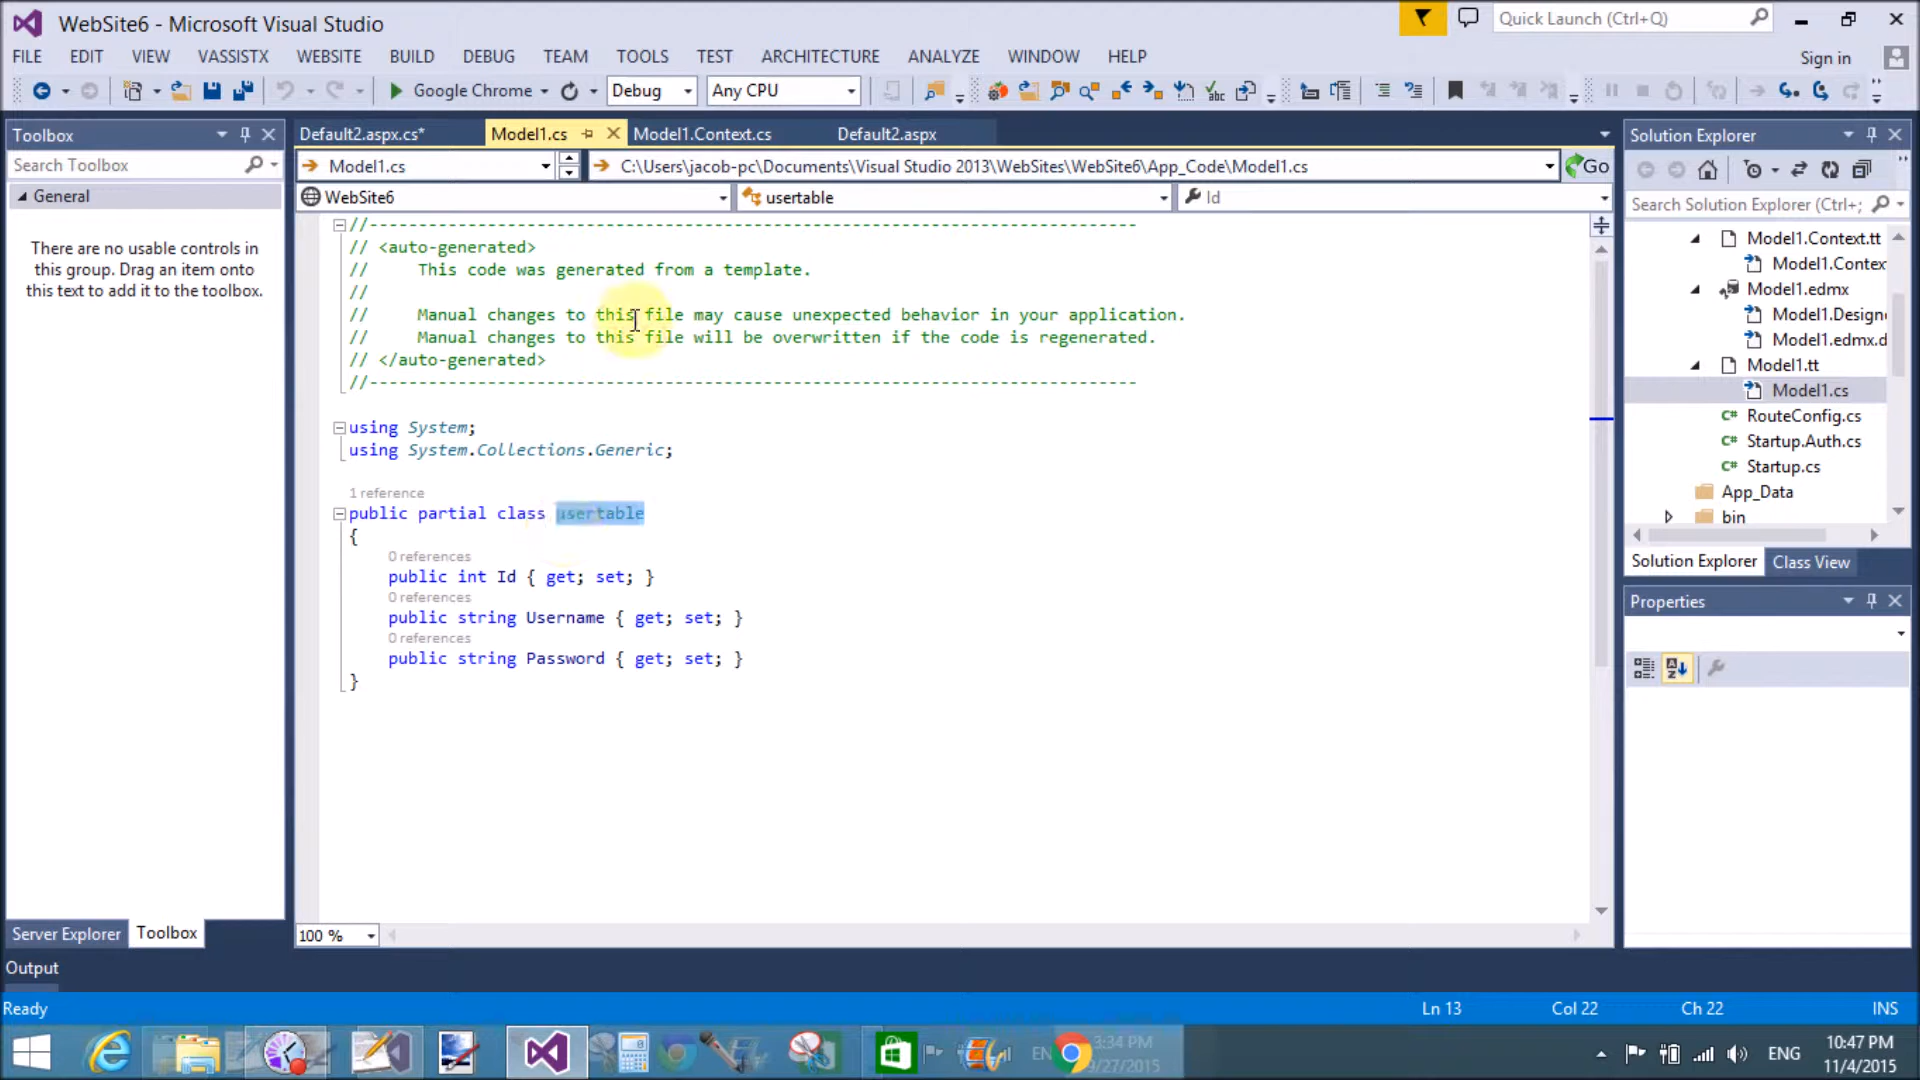 WebSite6 - Microsoft Visual Studio
Quick Launch (Ctrl+Q)
FILE EDIT VIEW VASSISTX WEBSITE BUILD DEBUG TEAM TOOLS TEST ARCHITECTURE ANALYZE WINDOW HELP
Sign in
Google Chrome
Debug
Any CPU
Toolbox
Search Toolbox
General
There are no usable controls in
this group. Drag an item onto
this text to add it to the toolbox.
Server Explorer
Toolbox
Default2.aspx.cs*
Model1.cs
Model1.Context.cs
Default2.aspx
Model1.cs
C:\Users\jacob-pc\Documents\Visual Studio 2013\WebSites\WebSite6\App_Code\Model1.cs
Go
WebSite6
usertable
Id
//------------------------------------------------------------------------------
// <auto-generated>
//     This code was generated from a template.
//
//     Manual changes to this file may cause unexpected behavior in your application.
//     Manual changes to this file will be overwritten if the code is regenerated.
// </auto-generated>
//------------------------------------------------------------------------------
using System;
using System.Collections.Generic;
1 reference
public partial class usertable
{
0 references
public int Id { get; set; }
0 references
public string Username { get; set; }
0 references
public string Password { get; set; }
}
100 %
Solution Explorer
Search Solution Explorer (Ctrl+;
Model1.Context.tt
Model1.Contex
Model1.edmx
Model1.Design
Model1.edmx.d
Model1.tt
Model1.cs
C# RouteConfig.cs
C# Startup.Auth.cs
C# Startup.cs
App_Data
bin
Solution Explorer
Class View
Properties
Output
Ready
Ln 13
Col 22
Ch 22
INS
EN
3:34 PM
9/27/2015
ENG
10:47 PM
11/4/2015